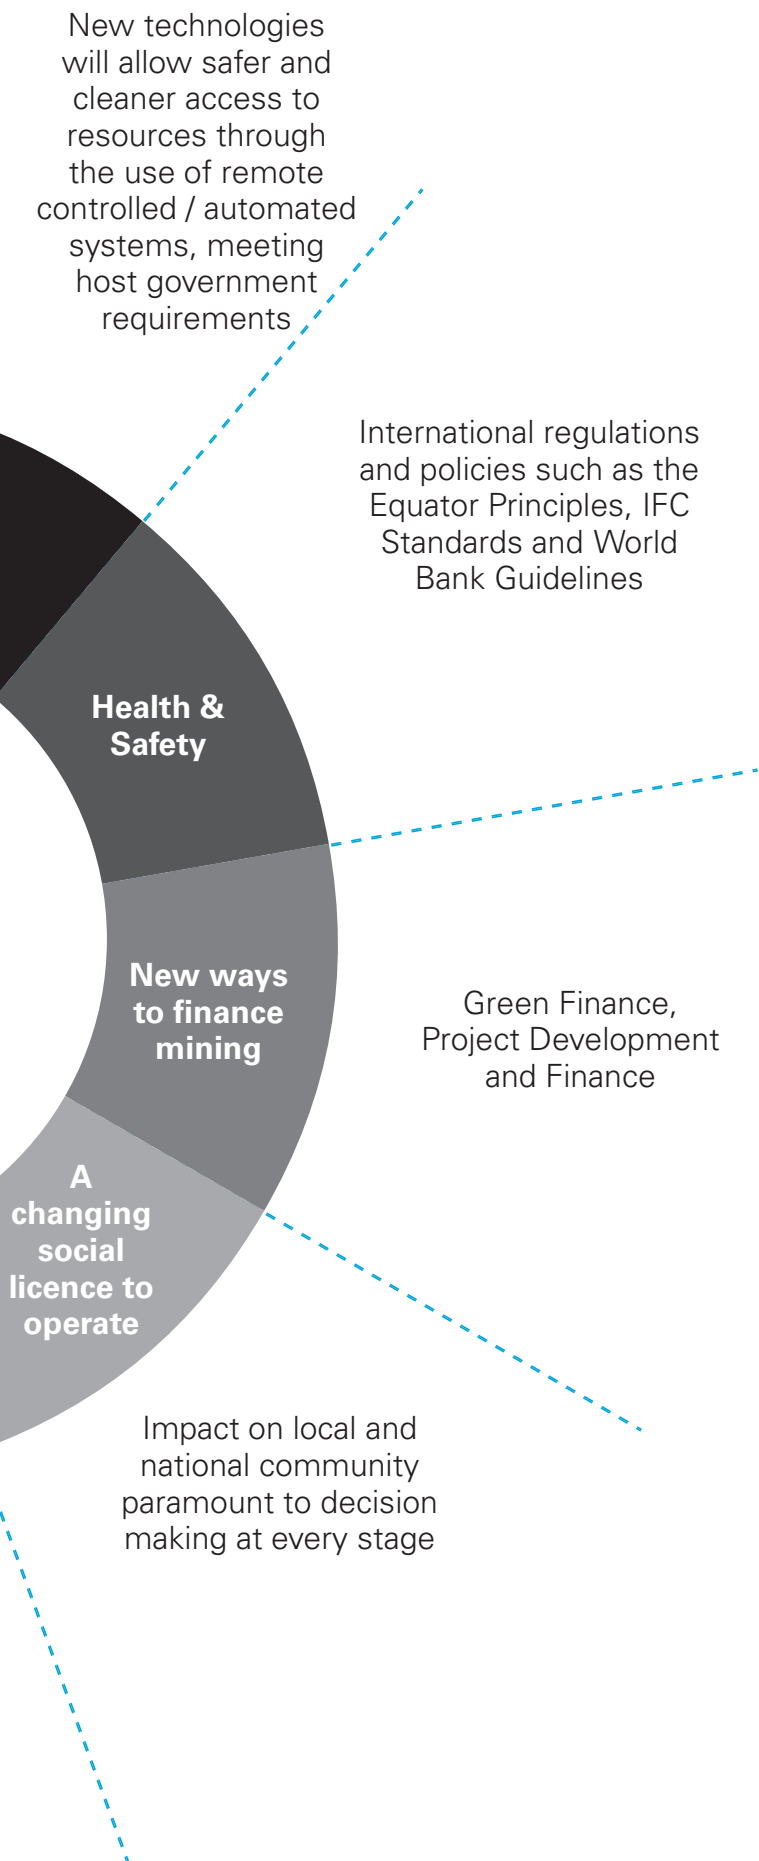 New technologies
will allow safer and
cleaner access to
resources through
the use of remote
controlled / automated
systems, meeting
host government
requirements
International regulations
and policies such as the
Equator Principles, IFC
Standards and World
Bank Guidelines
Health &
Safety
New ways
to finance
mining
Green Finance,
Project Development
and Finance
A
changing
social
licence to
operate
Impact on local and
national community
paramount to decision
making at every stage